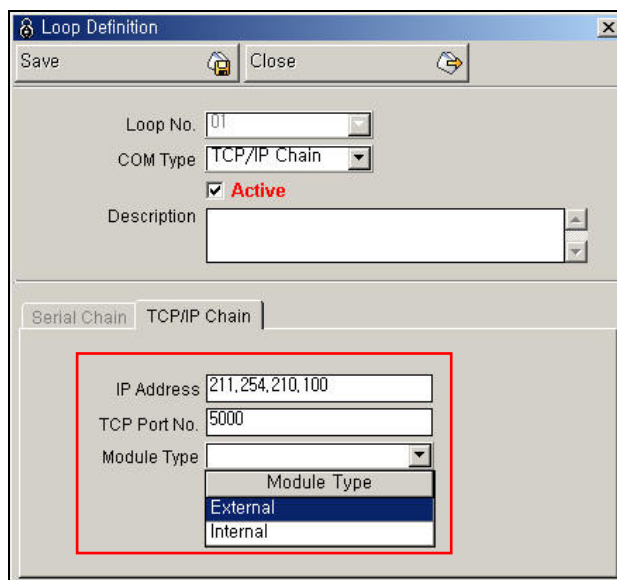 Loop Definition
Save Close
Loop No. 01
COM Type TCP/IP Chain
Active
Description
Serial Chain TCP/IP Chain
IP Address 211,254,210,100
TCP Port No. 5000
Module Type
Module Type
External
Internal